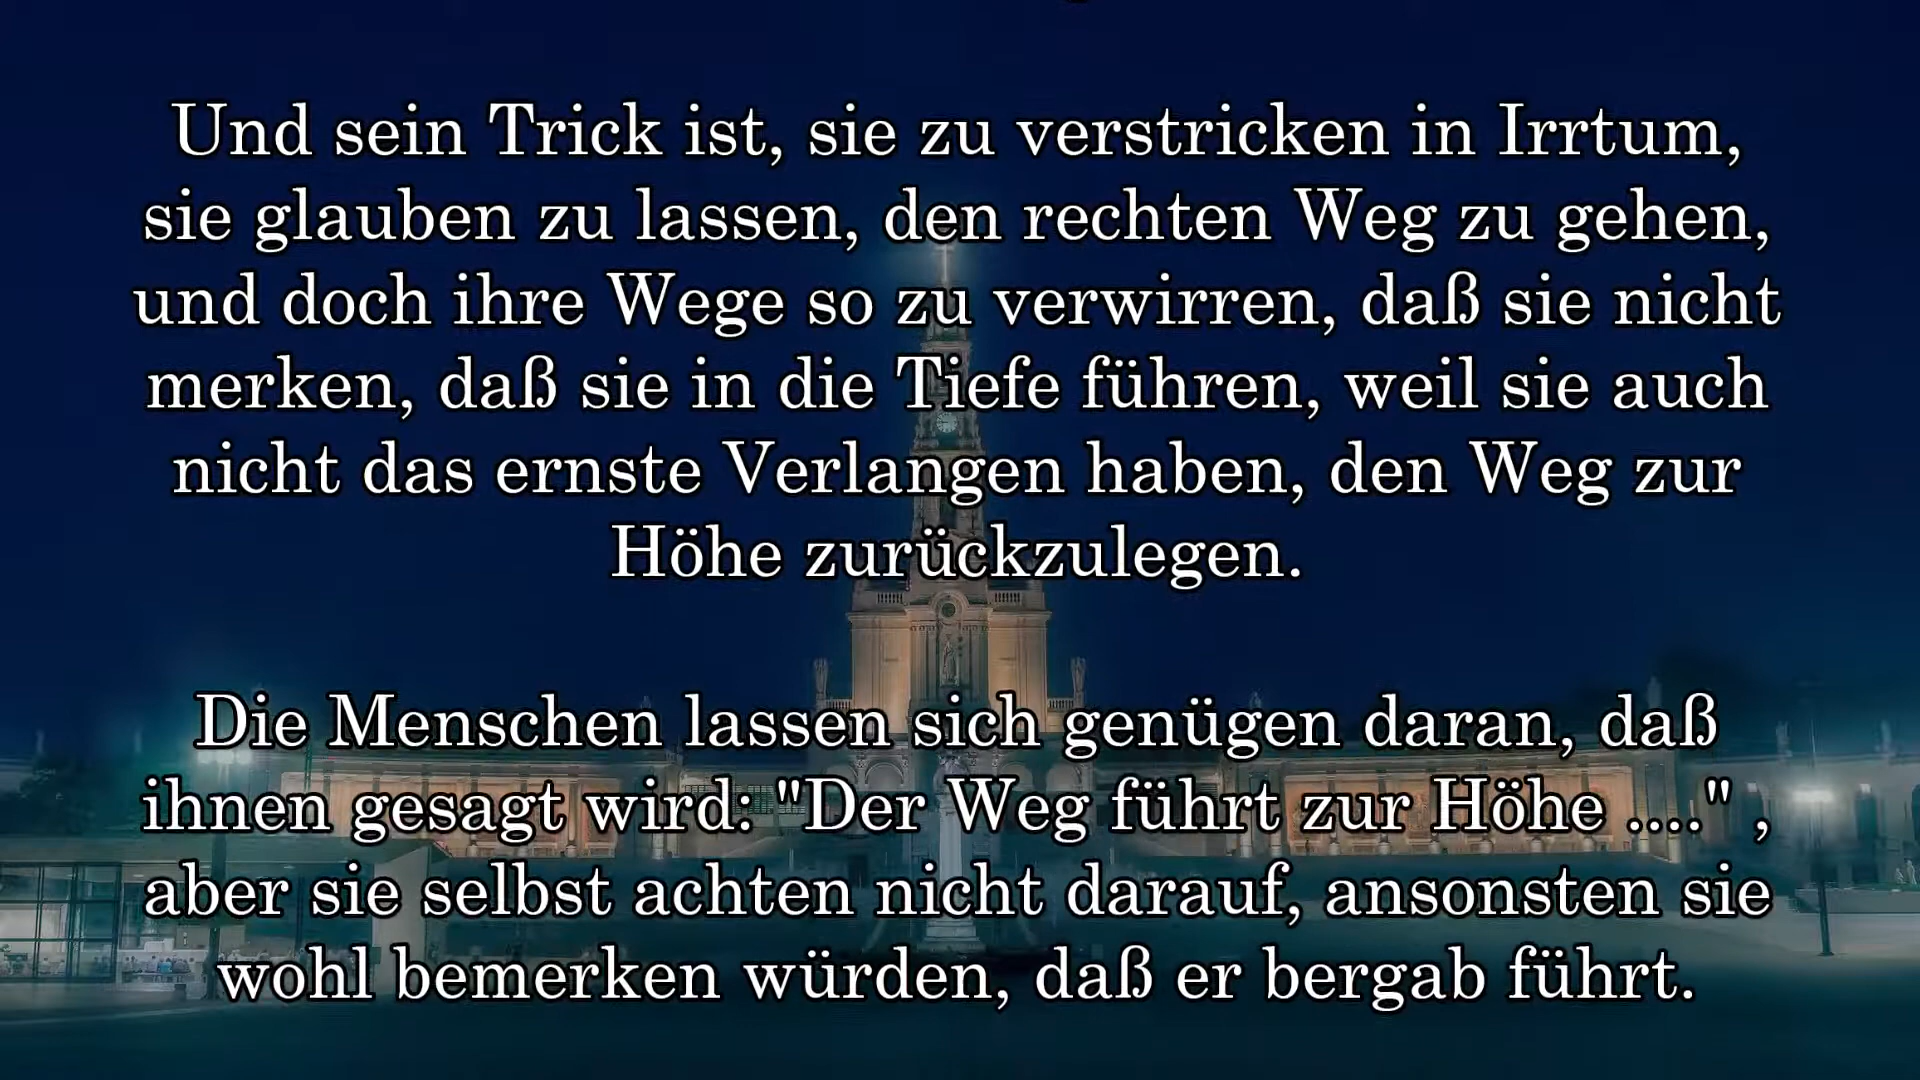 Und sein Trick ist, sie zu verstricken in Irrtum,
sie glauben zu lassen, den rechten Weg zu gehen,
und doch ihre Wege so zu verwirren, daß sie nicht
merken, daß sie in die Tiefe führen, weil sie auch
nicht das ernste Verlangen haben, den Weg zur
Höhe zurückzulegen.
Die Menschen lassen sich genügen daran, daß
ihnen gesagt wird: "Der Weg führt zur Höhe ...." ,
aber sie selbst achten nicht darauf, ansonsten sie
wohl bemerken würden, daß er bergab führt.